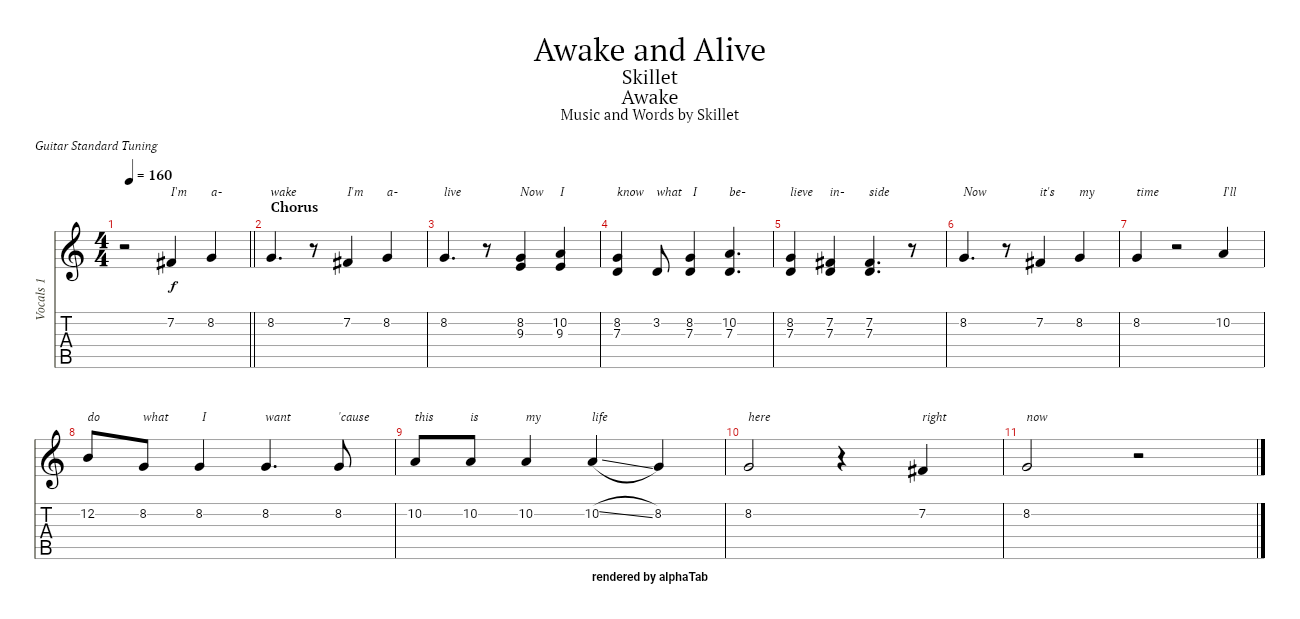 Awake and Alive
Skillet
Awake
Music and Words by Skillet
Guitar Standard Tuning
= 160
I'm a- wake I'm a- live Now I know what I be- lieve in- side Now it's my time I'll
Chorus
1 2 3 4 5 6 7
4
4
f
Vocals 1
TAB
7 8 8 7 8 8 8 10 8 3 8 10 8 7 7 8 7 8 8 10
9 9 7 7 7 7 7 7
do what I want 'cause this is my life here right now
8 9 10 11
TAB
12 8 8 8 8 10 10 10 10 8 8 7 8
rendered by alphaTab